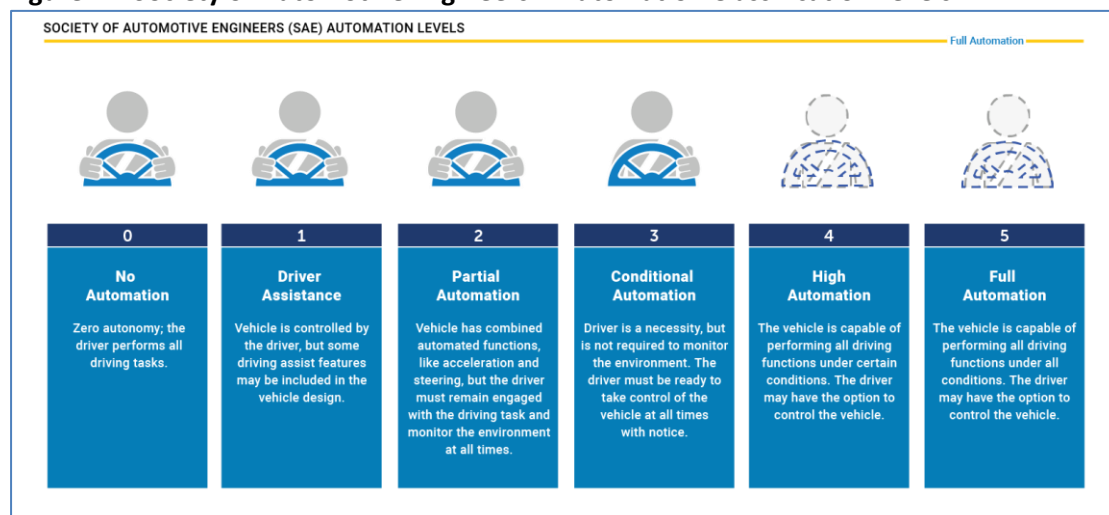 SOCIETY OF AUTOMOTIVE ENGINEERS (SAE) AUTOMATION LEVELS
Full Automation
0
No
Automation
Zero autonomy; the
driver performs all
driving tasks.
1
Driver
Assistance
Vehicle is controlled by
the driver, but some
driving assist features
may be included in the
vehicle design.
2
Partial
Automation
Vehicle has combined
automated functions,
like acceleration and
steering, but the driver
must remain engaged
with the driving task and
monitor the environment
at all times.
3
Conditional
Automation
Driver is a necessity, but
is not required to monitor
the environment. The
driver must be ready to
take control of the
vehicle at all times
with notice.
4
High
Automation
The vehicle is capable of
performing all driving
functions under certain
conditions. The driver
may have the option to
control the vehicle.
5
Full
Automation
The vehicle is capable of
performing all driving
functions under all
conditions. The driver
may have the option to
control the vehicle.